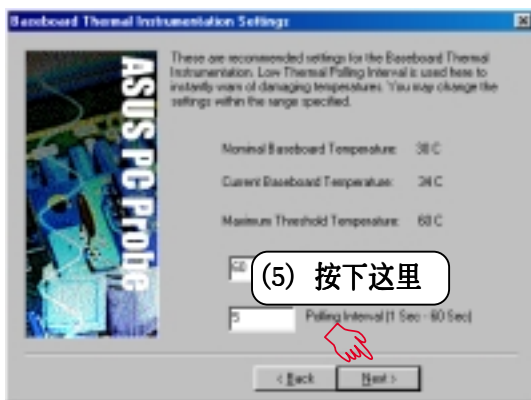 Baseboard Thermal Instrumentation Settings
ASUS PC Probe
These are recommended settings for the Baseboard Thermal
Instrumentation. Low Thermal Polling Interval is used here to
instantly warn of damaging temperatures. You may change the
settings within the range specified.
Nominal Baseboard Temperature: 30 C
Current Baseboard Temperature: 34 C
Maximum Threshold Temperature: 60 C
60
(5) 按下这里
5 Polling Interval (1 Sec - 60 Sec)
< Back Next >